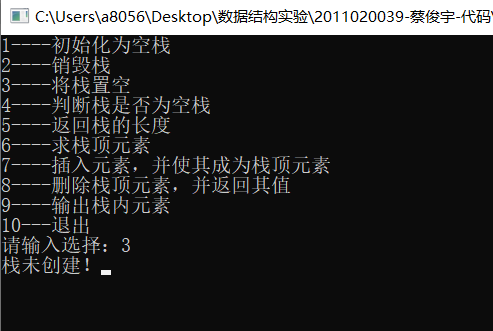 C:\Users\a8056\Desktop\数据结构实验\2011020039-蔡俊宇-代码\
1----初始化为空栈
2----销毁栈
3----将栈置空
4----判断栈是否为空栈
5----返回栈的长度
6----求栈顶元素
7----插入元素，并使其成为栈顶元素
8----删除栈顶元素，并返回其值
9----输出栈内元素
10---退出
请输入选择：3
栈未创建！